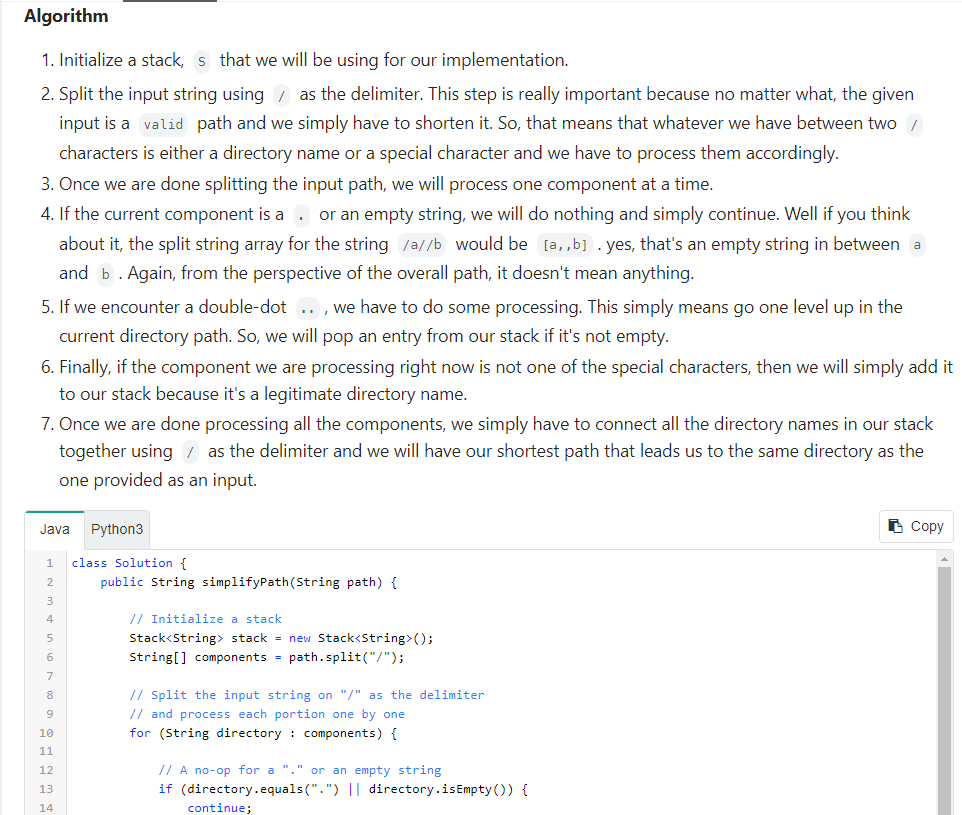 Algorithm
1. Initialize a stack, S that we will be using for our implementation.
2. Split the input string using / as the delimiter. This step is really important because no matter what, the given
input is a valid path and we simply have to shorten it. So, that means that whatever we have between two /
characters is either a directory name or a special character and we have to process them accordingly.
3. Once we are done splitting the input path, we will process one component at a time.
4. If the current component is a . or an empty string, we will do nothing and simply continue. Well if you think
about it, the split string array for the string /a//b would be [a,,b] . yes, that's an empty string in between a
and b . Again, from the perspective of the overall path, it doesn't mean anything.
5. If we encounter a double-dot .. , we have to do some processing. This simply means go one level up in the
current directory path. So, we will pop an entry from our stack if it's not empty.
6. Finally, if the component we are processing right now is not one of the special characters, then we will simply add it
to our stack because it's a legitimate directory name.
7. Once we are done processing all the components, we simply have to connect all the directory names in our stack
together using / as the delimiter and we will have our shortest path that leads us to the same directory as the
one provided as an input.
Java Python3 Copy
1 class Solution {
2 public String simplifyPath(String path) {
3
4 // Initialize a stack
5 Stack<String> stack = new Stack<String>();
6 String[] components = path.split("/");
7
8 // Split the input string on "/" as the delimiter
9 // and process each portion one by one
10 for (String directory : components) {
11
12 // A no-op for a "." or an empty string
13 if (directory.equals(".") || directory.isEmpty()) {
14 continue;